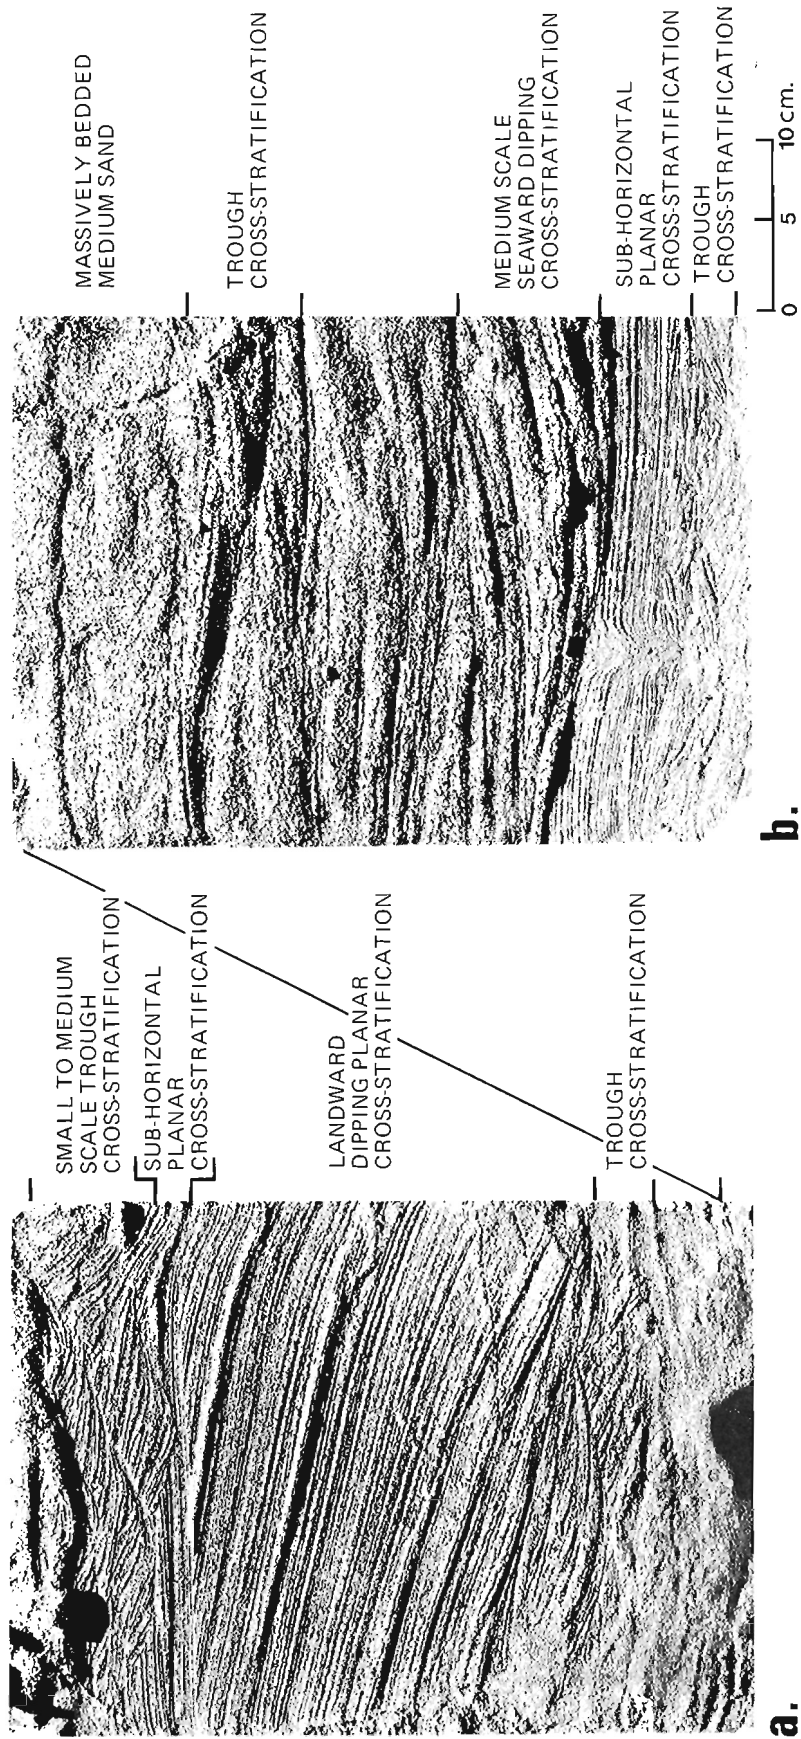 SMALL TO MEDIUM
SCALE TROUGH
CROSS-STRATIFICATION
SUB-HORIZONTAL
PLANAR
CROSS-STRATIFICATION
LANDWARD
DIPPING PLANAR
CROSS-STRATIFICATION
TROUGH
CROSS-STRATIFICATION
a.
MASSIVELY BEDDED
MEDIUM SAND
TROUGH
CROSS-STRATIFICATION
MEDIUM SCALE
SEAWARD DIPPING
CROSS-STRATIFICATION
SUB-HORIZONTAL
PLANAR
CROSS-STRATIFICATION
TROUGH
CROSS-STRATIFICATION
0 5 10 cm.
b.